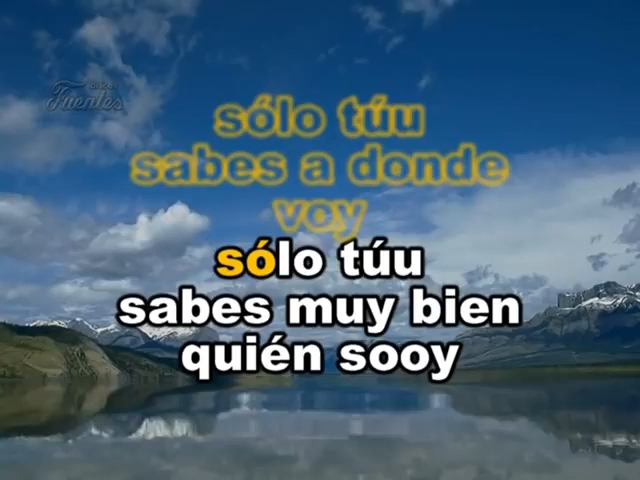 Fuentes
sólo túu
sabes a donde
voy
sólo túu
sabes muy bien
quién sooy